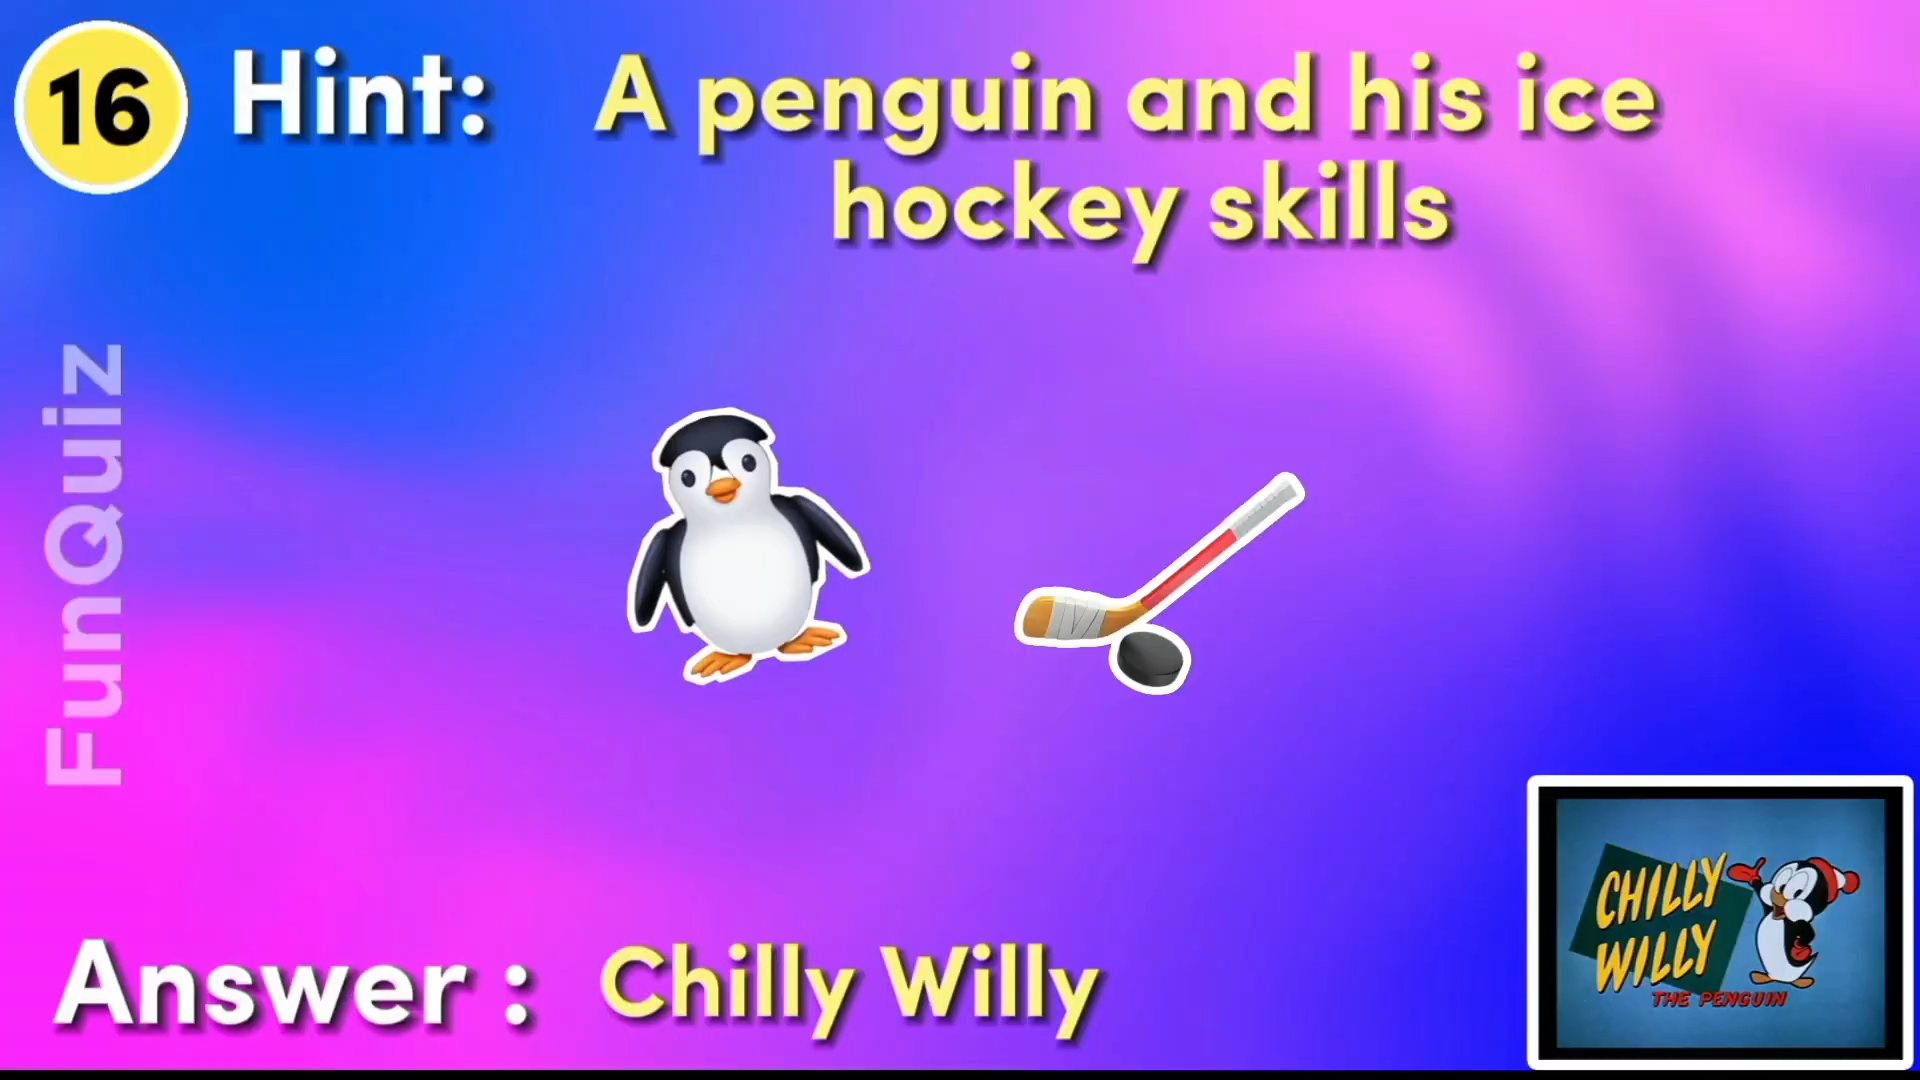 16
Hint:
A penguin and his ice
hockey skills
FunQuiz
Answer :
Chilly Willy
CHILLY
WILLY
THE PENGUIN